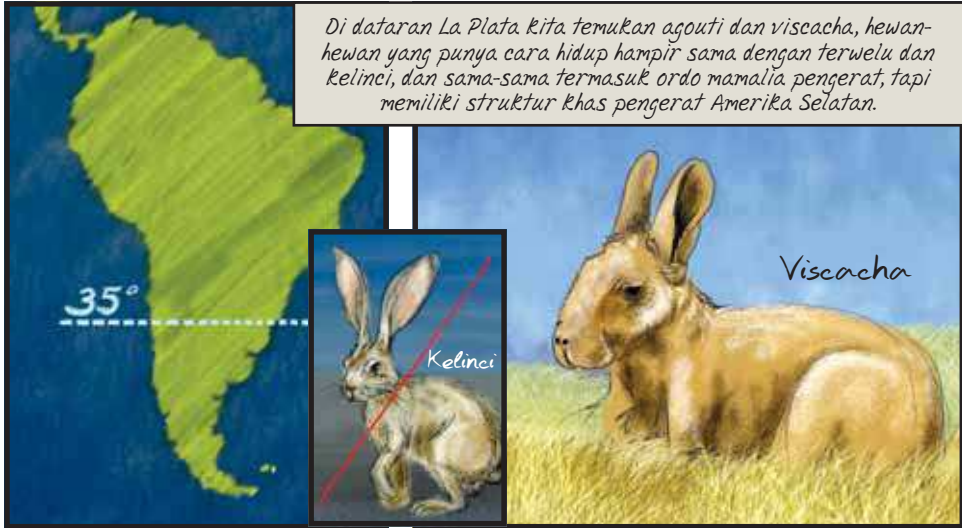 Di dataran La Plata kita temukan agouti dan viscacha, hewan-
hewan yang punya cara hidup hampir sama dengan terwelu dan
kelinci, dan sama-sama termasuk ordo mamalia pengerat, tapi
memiliki struktur khas pengerat Amerika Selatan.
35°
Kelinci
Viscacha